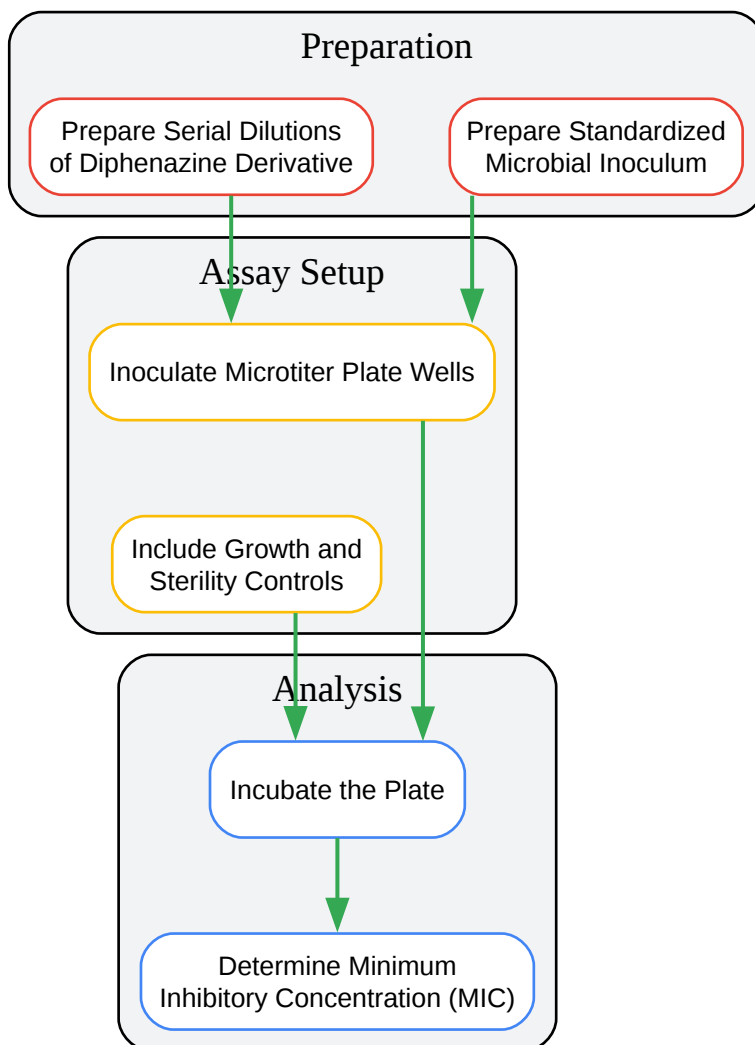 Preparation
Prepare Serial Dilutions
of Diphenazine Derivative
Prepare Standardized
Microbial Inoculum
Assay Setup
Inoculate Microtiter Plate Wells
Include Growth and
Sterility Controls
Analysis
Incubate the Plate
Determine Minimum
Inhibitory Concentration (MIC)